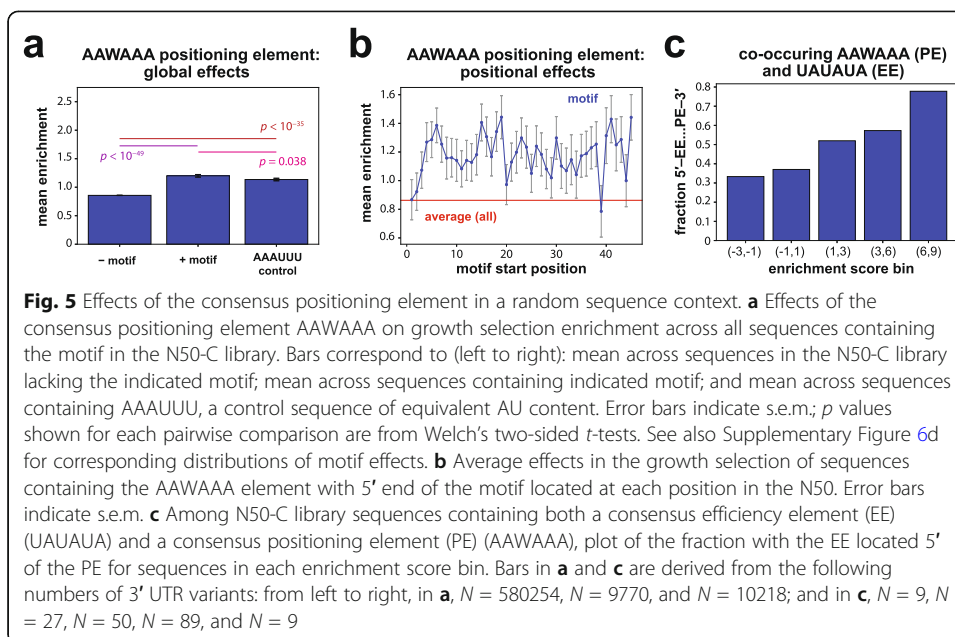 a
AAWAAA positioning element:
global effects
mean enrichment
2.5
2.0
1.5
1.0
0.5
0
p < 10⁻³⁵
p < 10⁻⁴⁹
p = 0.038
– motif
+ motif
AAAUUU
control
b
AAWAAA positioning element:
positional effects
mean enrichment
1.6
1.4
1.2
1.0
0.8
0.6
motif
average (all)
0
10
20
30
40
motif start position
c
co-occuring AAWAAA (PE)
and UAUAUA (EE)
fraction 5′–EE...PE–3′
0.8
0.7
0.6
0.5
0.4
0.3
0.2
0.1
0
(-3,-1)
(-1,1)
(1,3)
(3,6)
(6,9)
enrichment score bin
Fig. 5 Effects of the consensus positioning element in a random sequence context. a Effects of the
consensus positioning element AAWAAA on growth selection enrichment across all sequences containing
the motif in the N50-C library. Bars correspond to (left to right): mean across sequences in the N50-C library
lacking the indicated motif; mean across sequences containing indicated motif; and mean across sequences
containing AAAUUU, a control sequence of equivalent AU content. Error bars indicate s.e.m.; p values
shown for each pairwise comparison are from Welch's two-sided t-tests. See also Supplementary Figure 6d
for corresponding distributions of motif effects. b Average effects in the growth selection of sequences
containing the AAWAAA element with 5′ end of the motif located at each position in the N50. Error bars
indicate s.e.m. c Among N50-C library sequences containing both a consensus efficiency element (EE)
(UAUAUA) and a consensus positioning element (PE) (AAWAAA), plot of the fraction with the EE located 5′
of the PE for sequences in each enrichment score bin. Bars in a and c are derived from the following
numbers of 3′ UTR variants: from left to right, in a, N = 580254, N = 9770, and N = 10218; and in c, N = 9, N
= 27, N = 50, N = 89, and N = 9